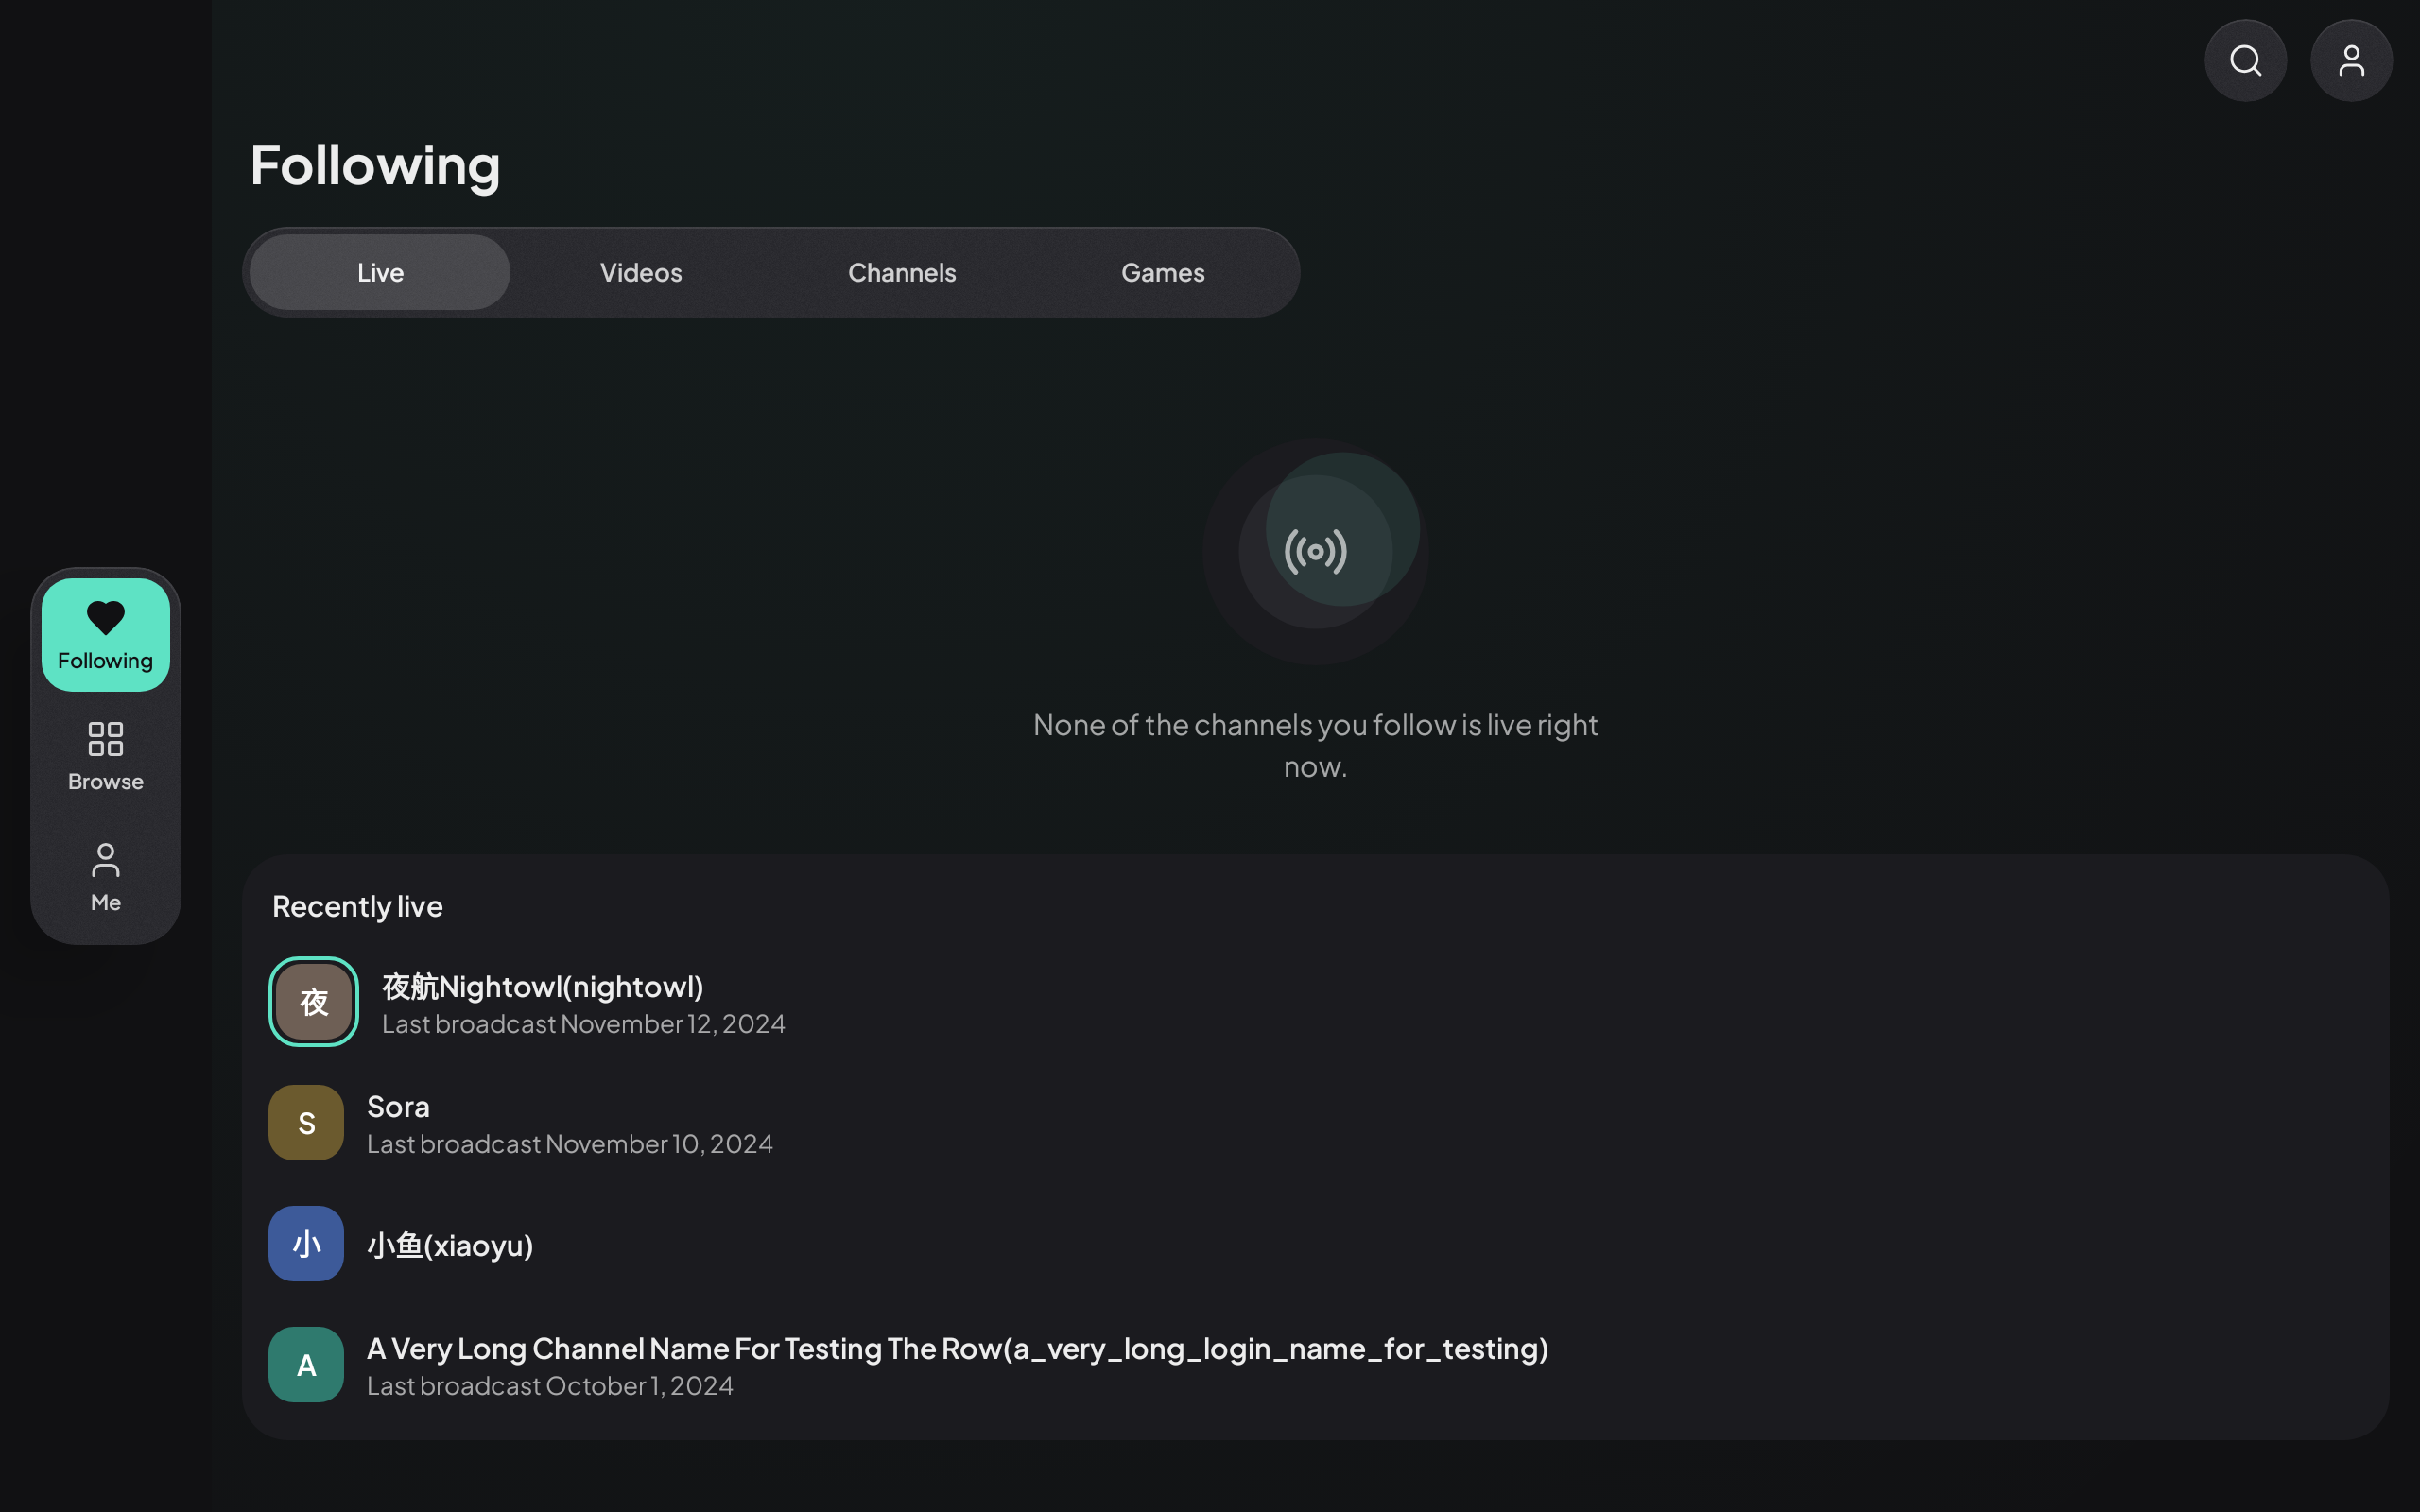 Following
Live
Videos
Channels
Games
None of the channels you follow is live right
now.
Following
Browse
Me
Recently live
夜
夜航Nightowl(nightowl)
Last broadcast November 12, 2024
S
Sora
Last broadcast November 10, 2024
小
小鱼(xiaoyu)
A
A Very Long Channel Name For Testing The Row(a_very_long_login_name_for_testing)
Last broadcast October 1, 2024